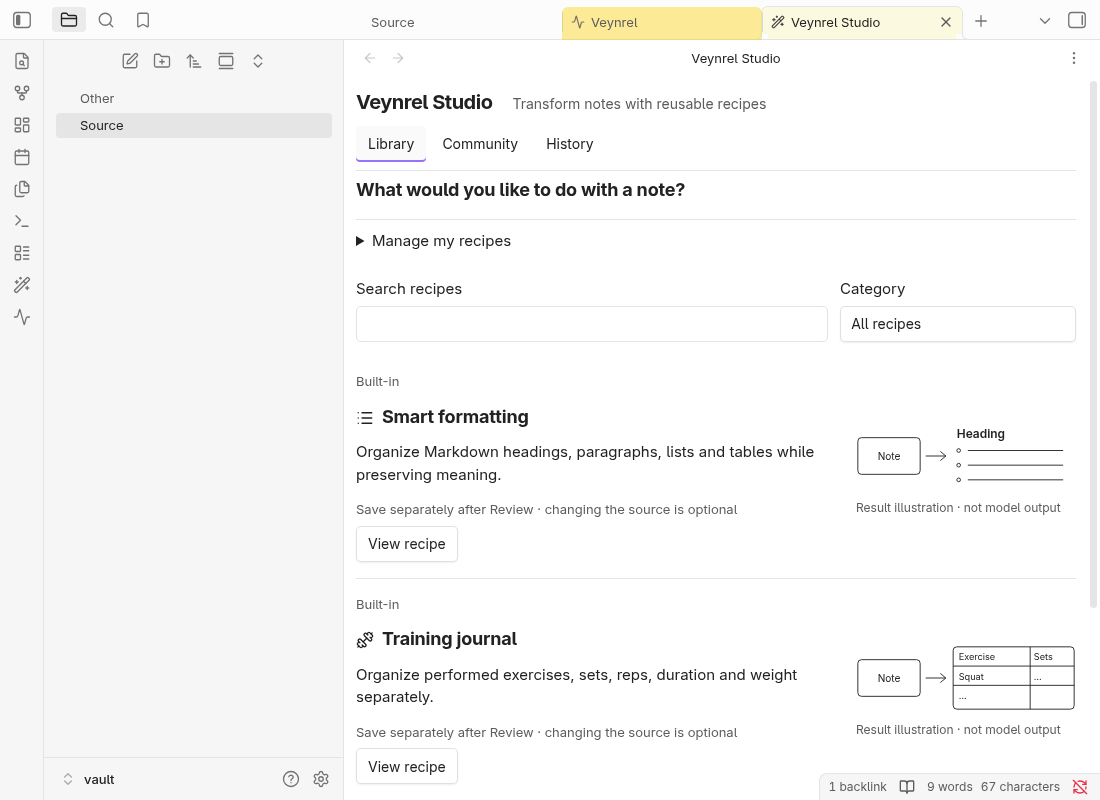 Source
Veynrel
Veynrel Studio
Other
Source
Veynrel Studio
Veynrel Studio
Transform notes with reusable recipes
Library
Community
History
What would you like to do with a note?
Manage my recipes
Search recipes
Category
All recipes
Built-in
Smart formatting
Organize Markdown headings, paragraphs, lists and tables while
preserving meaning.
Save separately after Review · changing the source is optional
View recipe
Note
Heading
Result illustration · not model output
Built-in
Training journal
Organize performed exercises, sets, reps, duration and weight
separately.
Save separately after Review · changing the source is optional
View recipe
Note
Exercise Sets
Squat ...
...
Result illustration · not model output
vault
1 backlink 9 words 67 characters